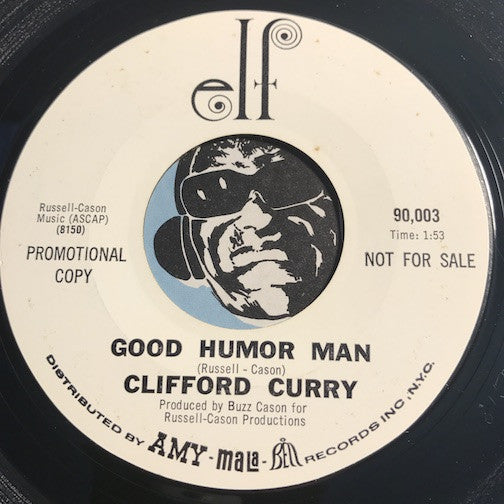 elf
Russell-Cason
Music (ASCAP)
(8150)
PROMOTIONAL
COPY
90,003
Time: 1:53
NOT FOR SALE
GOOD HUMOR MAN
(Russell - Cason)
CLIFFORD CURRY
Produced by Buzz Cason for
Russell-Cason Productions
DISTRIBUTED BY AMY-mala-BELL RECORDS INC., N.Y.C.